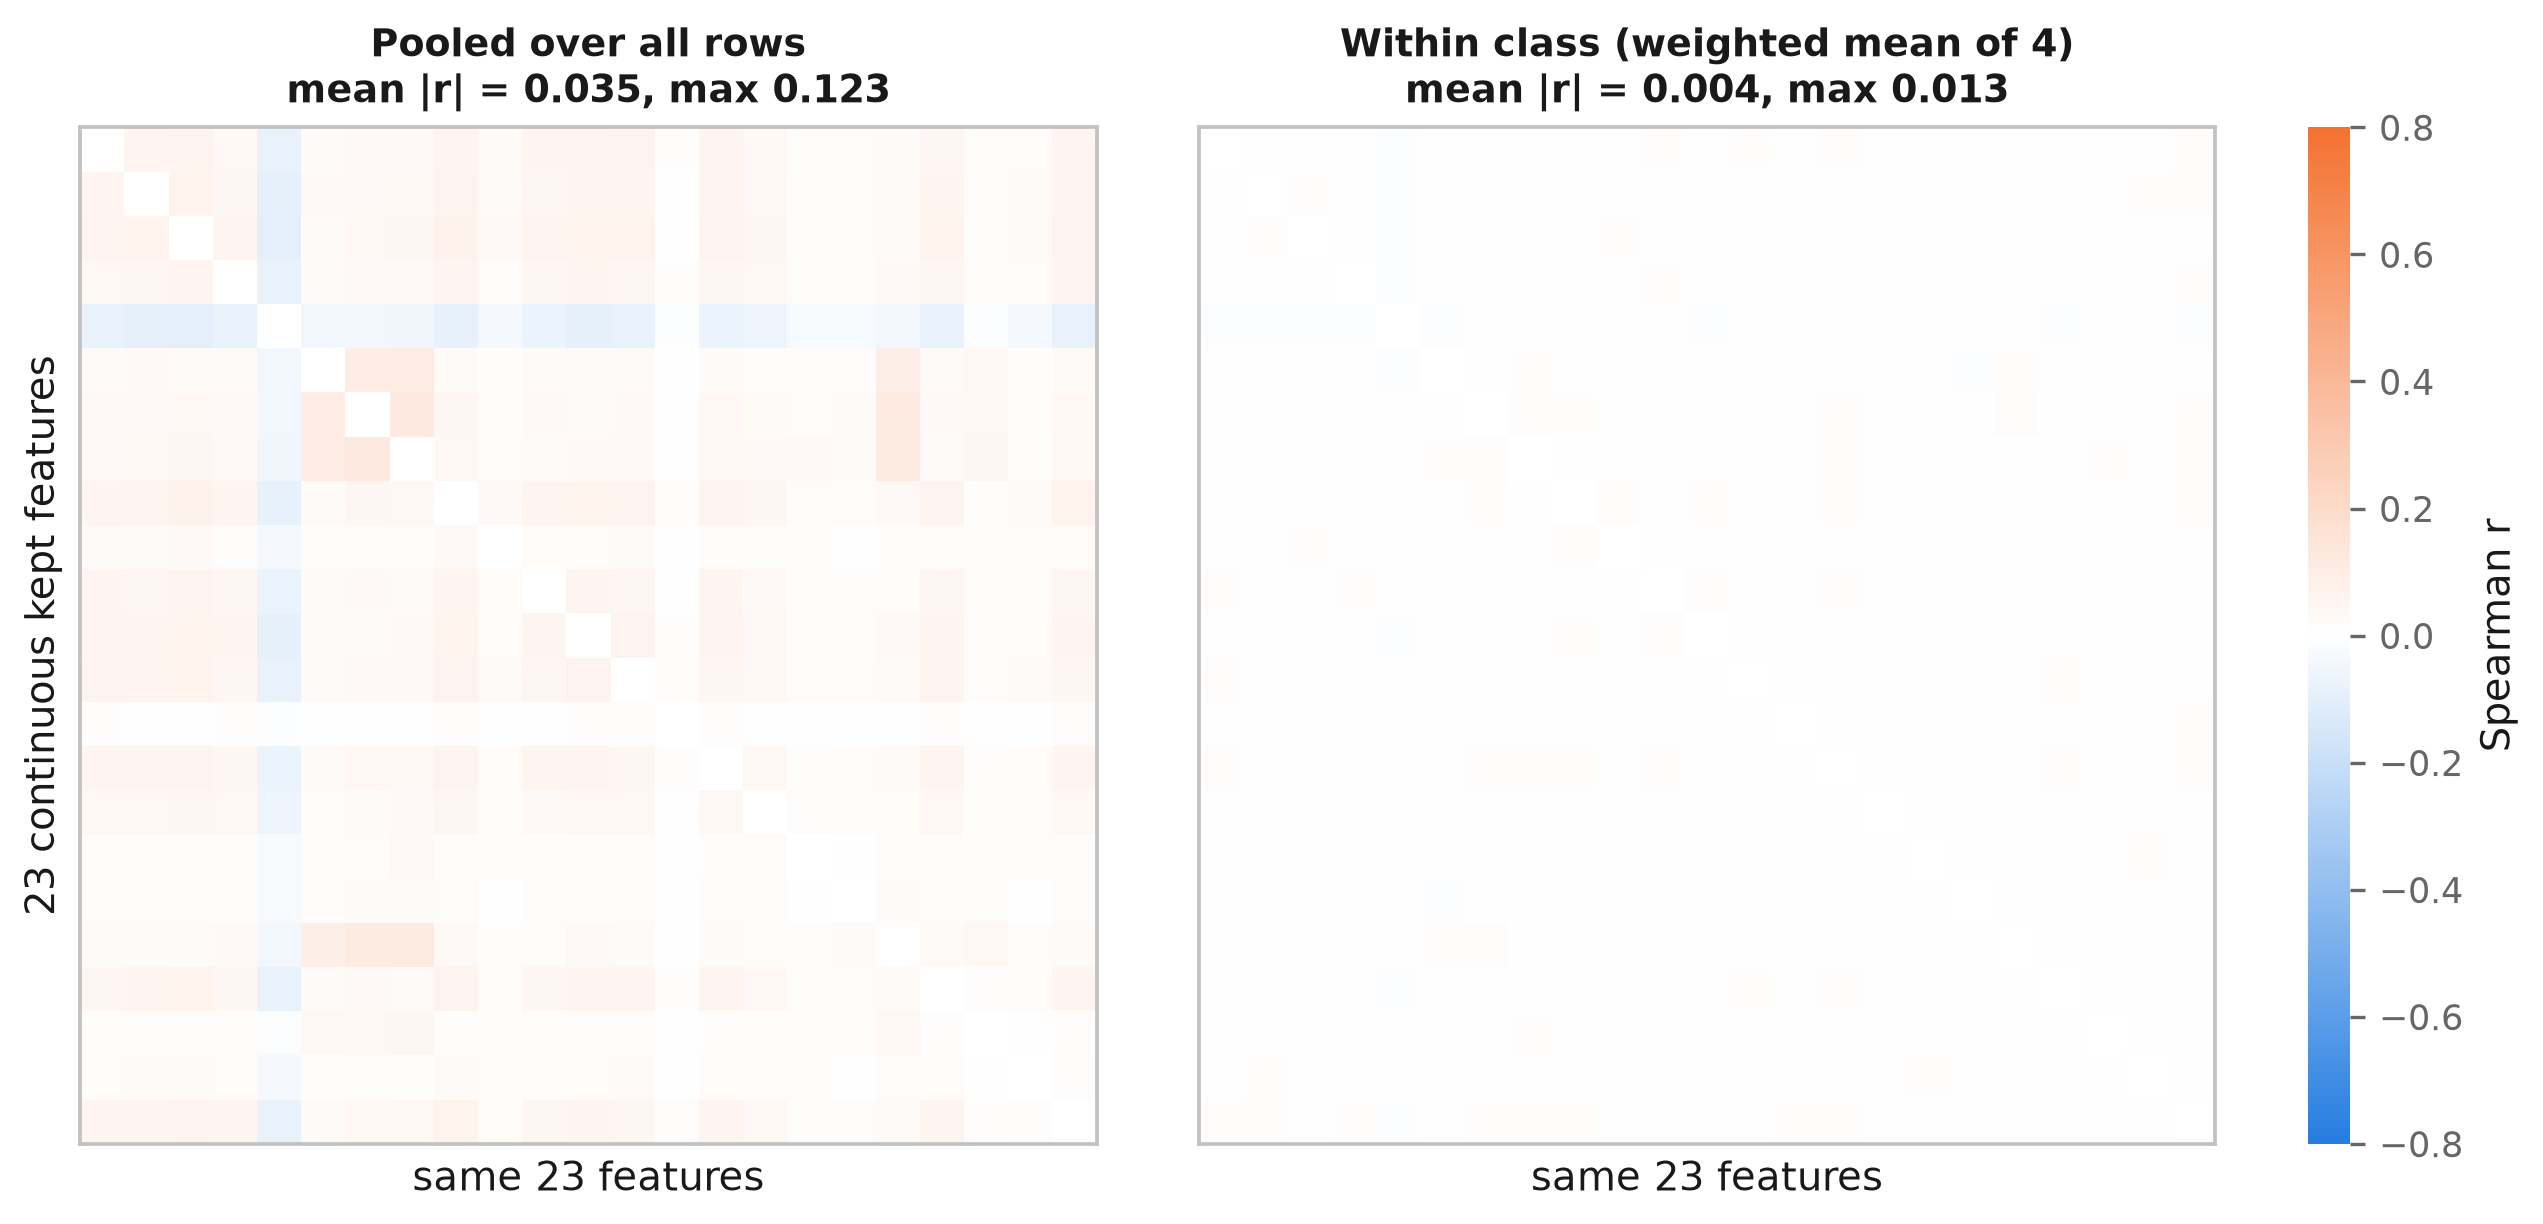 Pooled over all rows
mean |r| = 0.035, max 0.123
Within class (weighted mean of 4)
mean |r| = 0.004, max 0.013
23 continuous kept features
same 23 features
same 23 features
0.8
0.6
0.4
0.2
0.0
−0.2
−0.4
−0.6
−0.8
Spearman r